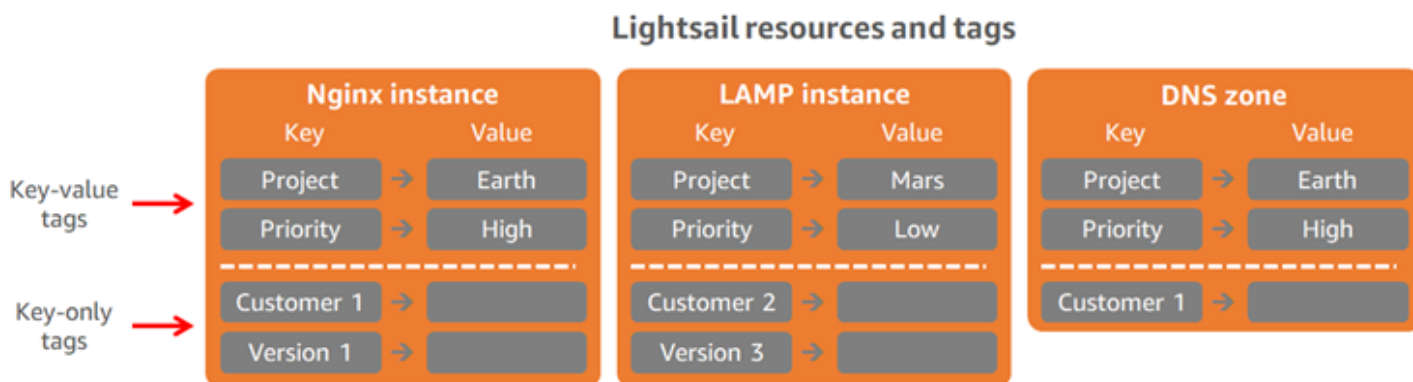 Lightsail resources and tags
Nginx instance LAMP instance DNS zone
Key Value Key Value Key Value
Key-value tags
Project → Earth Project → Mars Project → Earth
Priority → High Priority → Low Priority → High
Key-only tags
Customer 1 → Customer 2 → Customer 1 →
Version 1 → Version 3 →